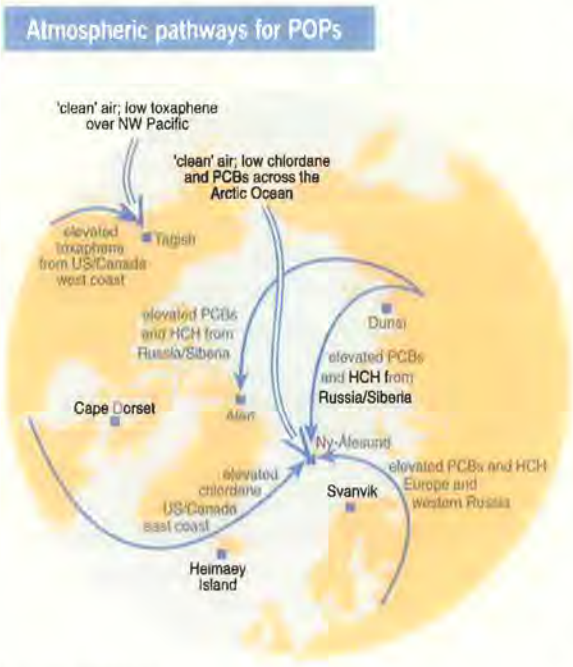 Atmospheric pathways for POPs
'clean' air; low toxaphene
over NW Pacific
'clean' air; low chlordane
and PCBs across the
Arctic Ocean
elevated
toxaphene
from US/Canada
west coast
Tagish
elevated PCBs
and HCH from
Russia/Siberia
Dunai
elevated PCBs
and HCH from
Russia/Siberia
Cape Dorset
Alert
Ny-Ålesund
elevated
chlordane
US/Canada
east coast
elevated PCBs and HCH
Europe and
western Russia
Svanvik
Heimaey
Island